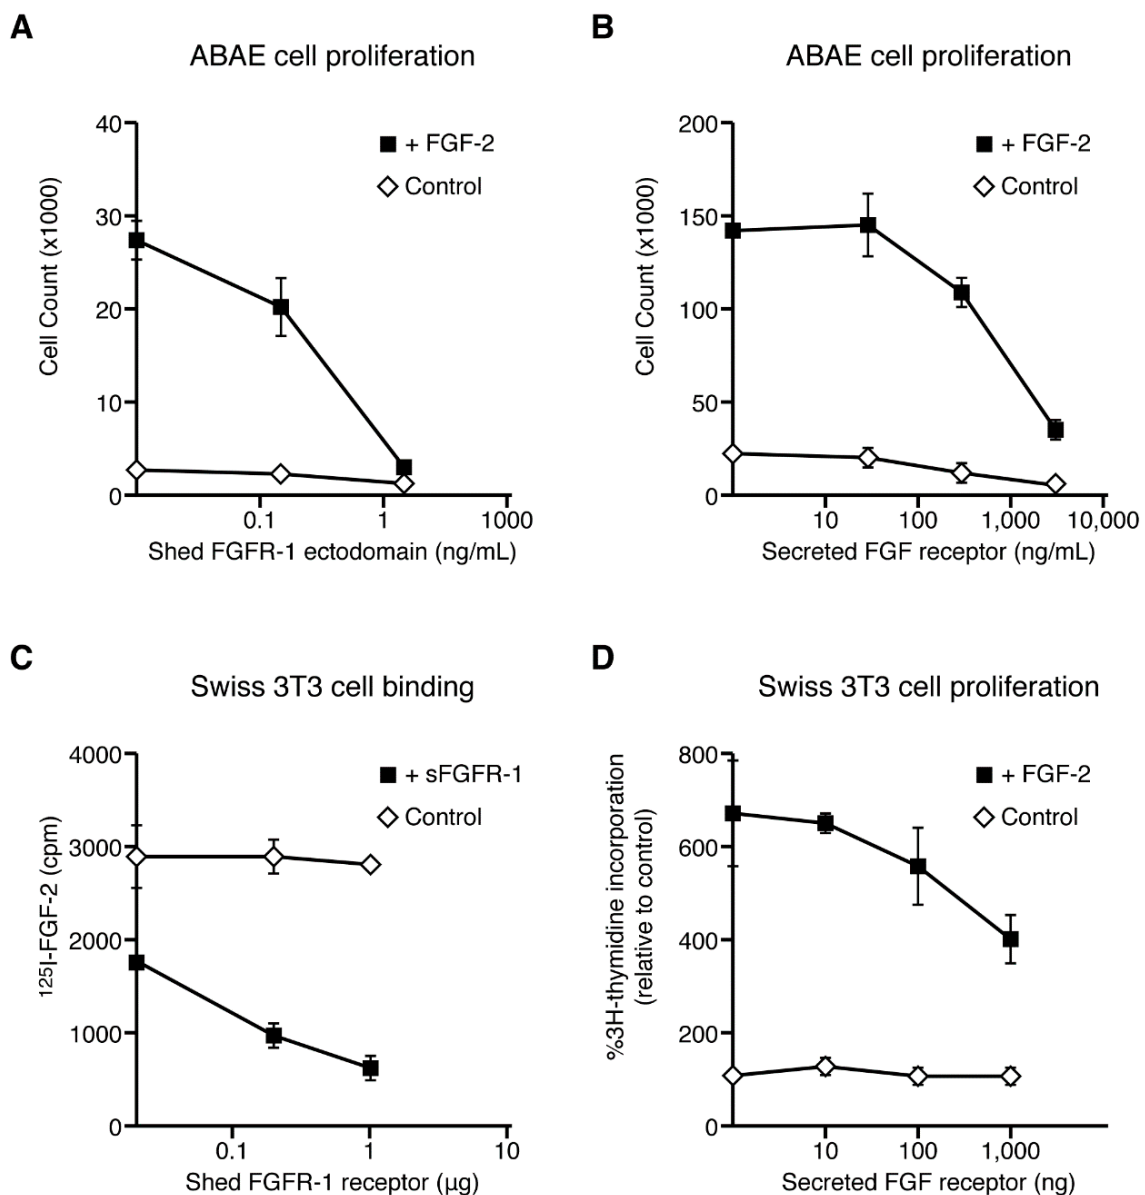 A
ABAE cell proliferation
+ FGF-2
Control
Cell Count (x1000)
40
30
20
10
0
0.1
1
1000
Shed FGFR-1 ectodomain (ng/mL)
B
ABAE cell proliferation
+ FGF-2
Control
Cell Count (x1000)
200
150
100
50
0
10
100
1,000
10,000
Secreted FGF receptor (ng/mL)
C
Swiss 3T3 cell binding
+ sFGFR-1
Control
125I-FGF-2 (cpm)
4000
3000
2000
1000
0
0.1
1
10
Shed FGFR-1 receptor (µg)
D
Swiss 3T3 cell proliferation
+ FGF-2
Control
%3H-thymidine incorporation
(relative to control)
800
600
400
200
0
10
100
1,000
Secreted FGF receptor (ng)